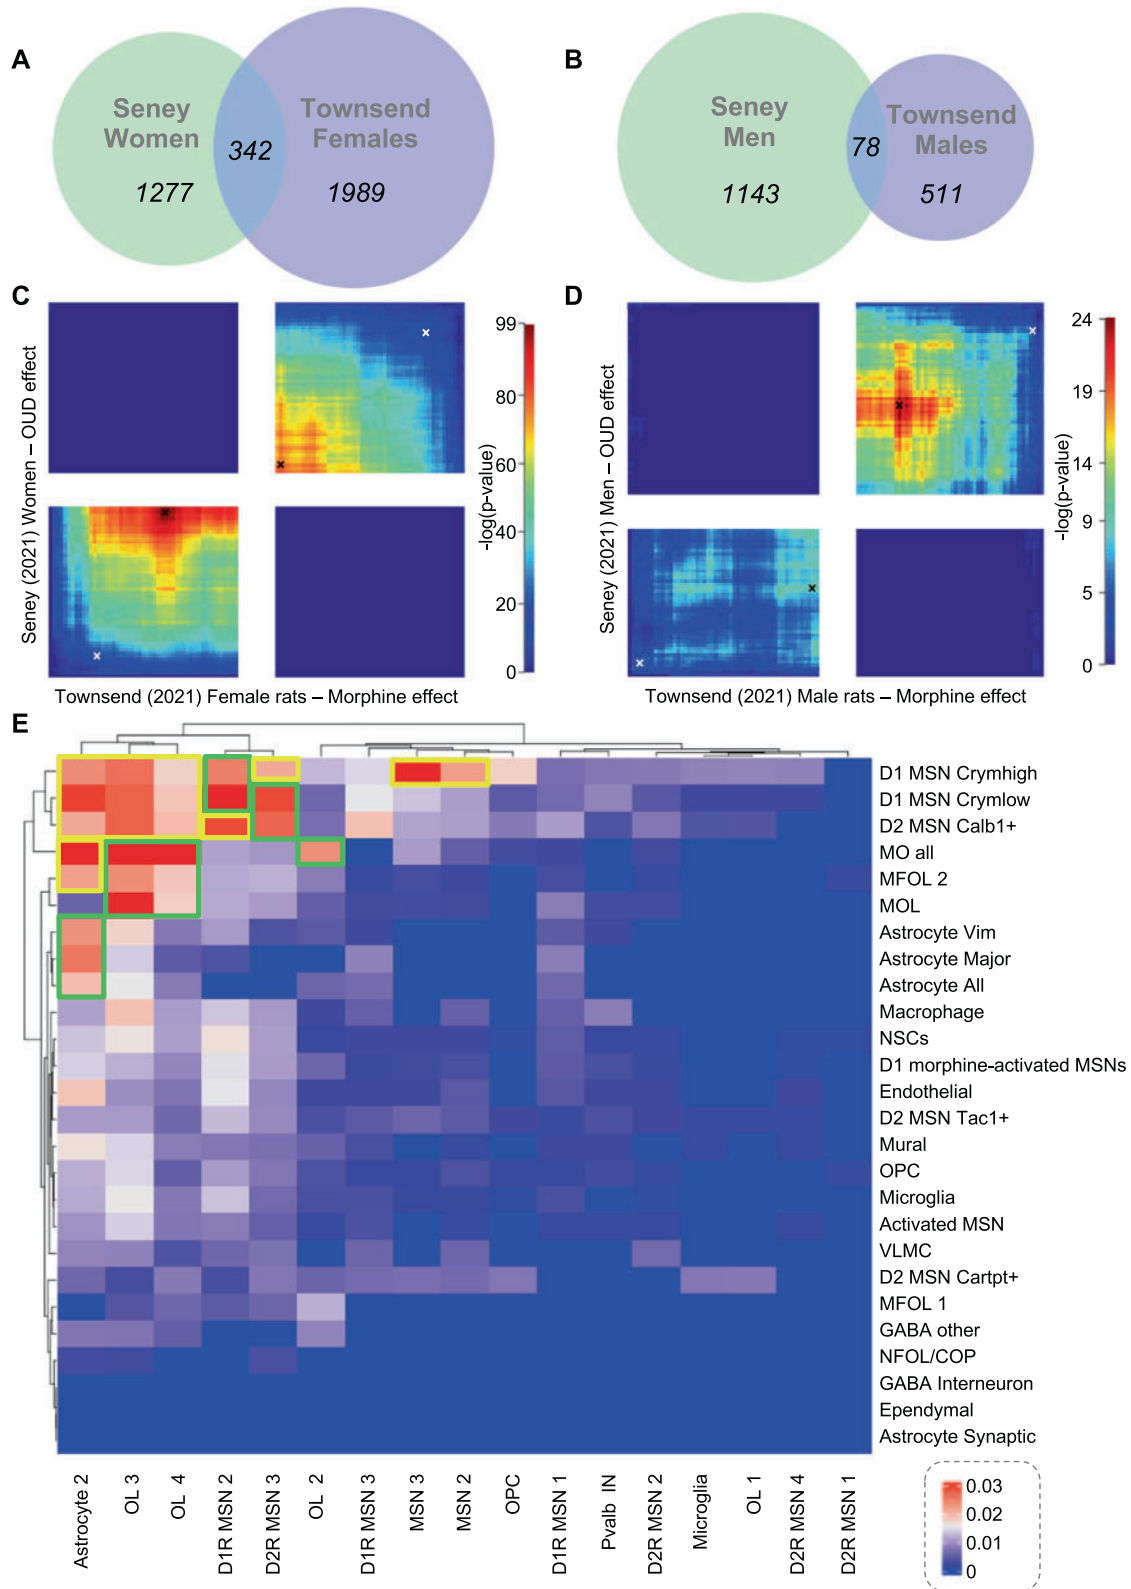 A
Seney
Women
1277
342
Townsend
Females
1989
B
Seney
Men
1143
78
Townsend
Males
511
C
Seney (2021) Women – OUD effect
Townsend (2021) Female rats – Morphine effect
99
80
60
40
20
0
-log(p-value)
D
Seney (2021) Men – OUD effect
Townsend (2021) Male rats – Morphine effect
24
19
14
9
5
0
-log(p-value)
E
D1 MSN Crymhigh
D1 MSN Crymlow
D2 MSN Calb1+
MO all
MFOL 2
MOL
Astrocyte Vim
Astrocyte Major
Astrocyte All
Macrophage
NSCs
D1 morphine-activated MSNs
Endothelial
D2 MSN Tac1+
Mural
OPC
Microglia
Activated MSN
VLMC
D2 MSN Cartpt+
MFOL 1
GABA other
NFOL/COP
GABA Interneuron
Ependymal
Astrocyte Synaptic
Astrocyte 2
OL 3
OL 4
D1R MSN 2
D2R MSN 3
OL 2
D1R MSN 3
MSN 3
MSN 2
OPC
D1R MSN 1
Pvalb IN
D2R MSN 2
Microglia
OL 1
D2R MSN 4
D2R MSN 1
0.03
0.02
0.01
0